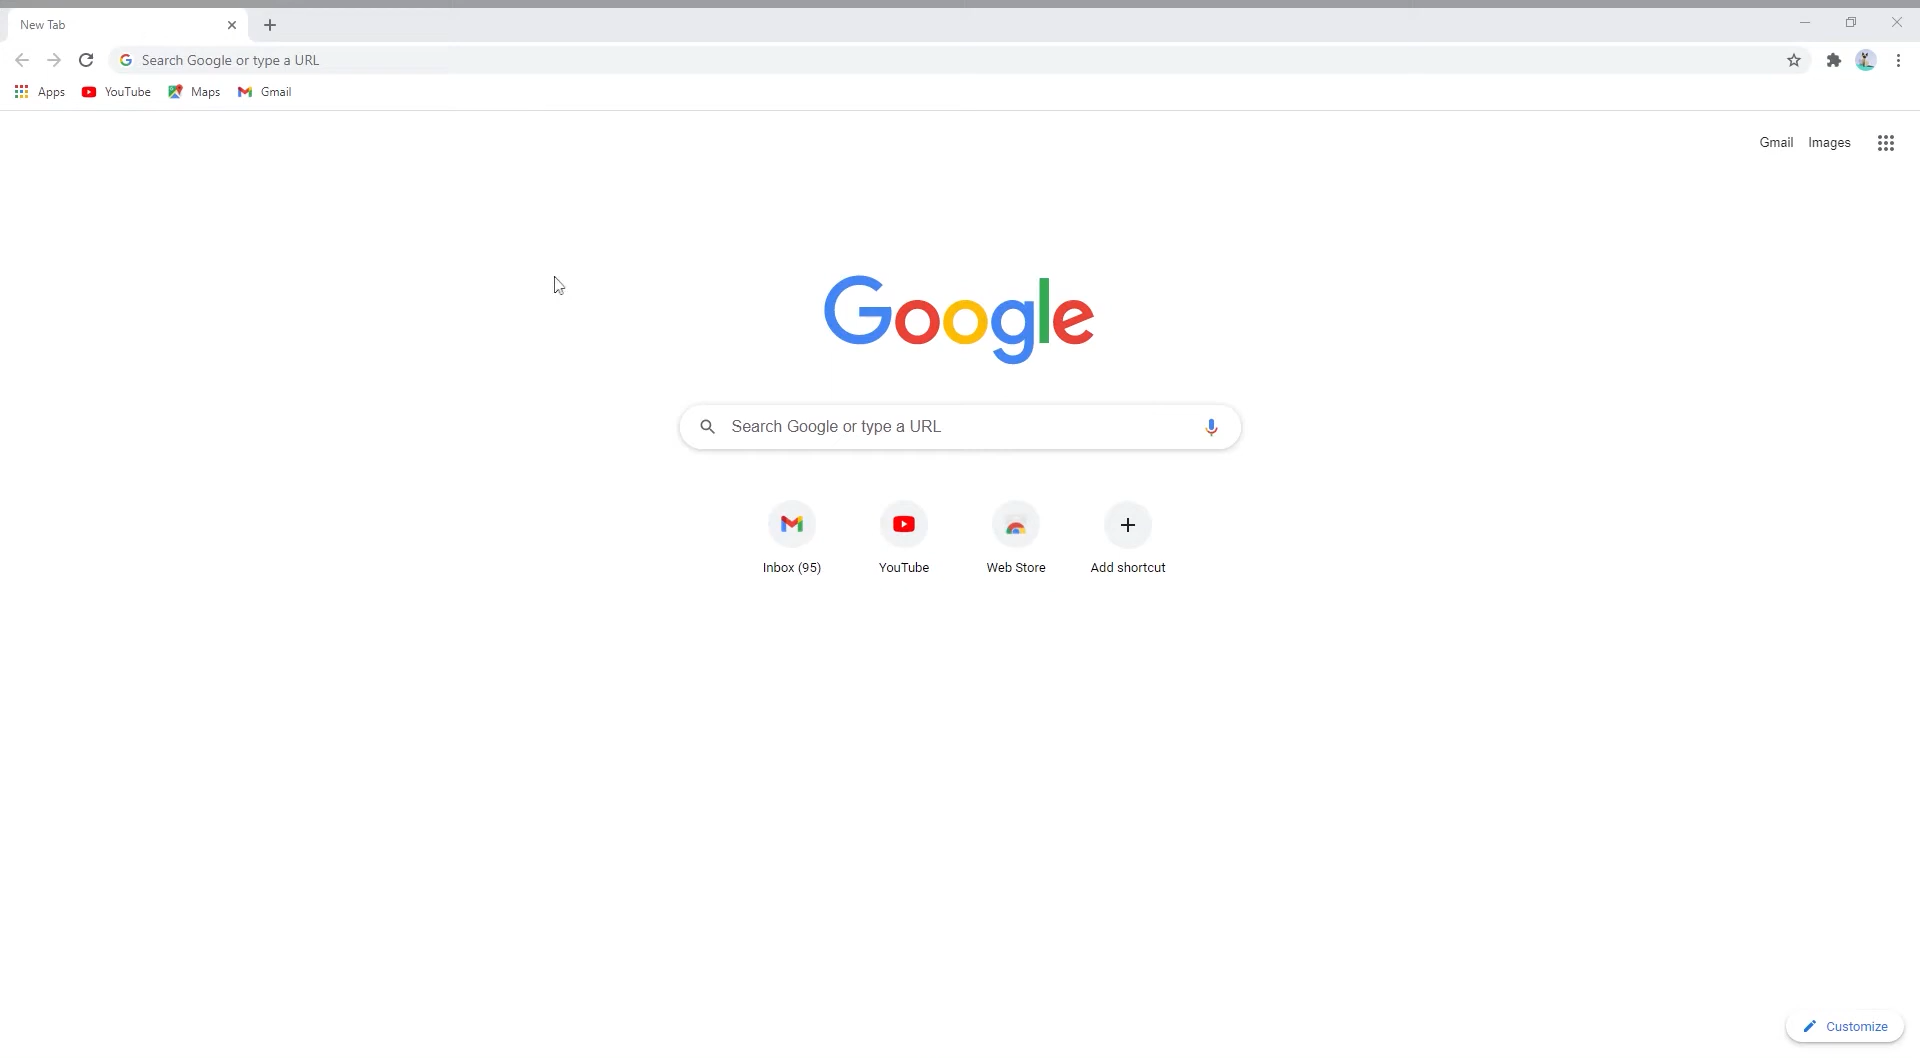 New Tab
Search Google or type a URL
Apps YouTube Maps Gmail
Gmail Images
Google
Search Google or type a URL
Inbox (95) YouTube Web Store Add shortcut
Customize